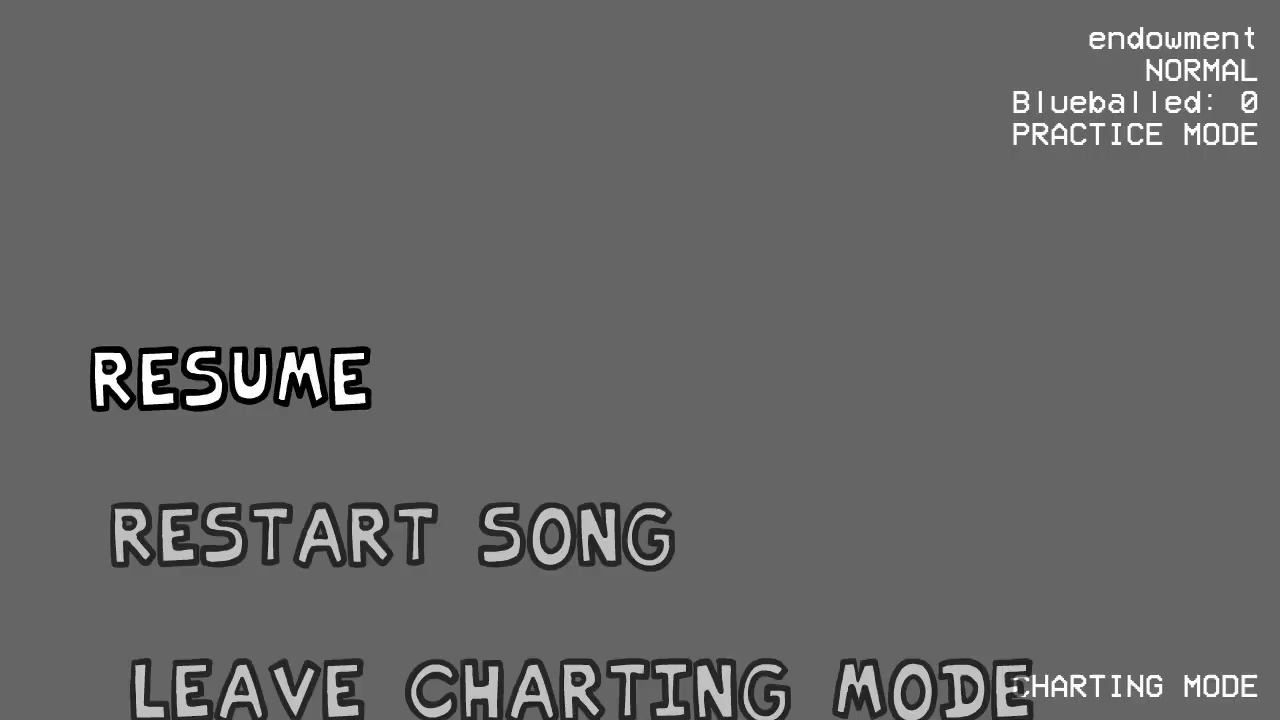 endowment
NORMAL
Blueballed: 0
PRACTICE MODE
RESUME
RESTART SONG
LEAVE CHARTING MODE
CHARTING MODE